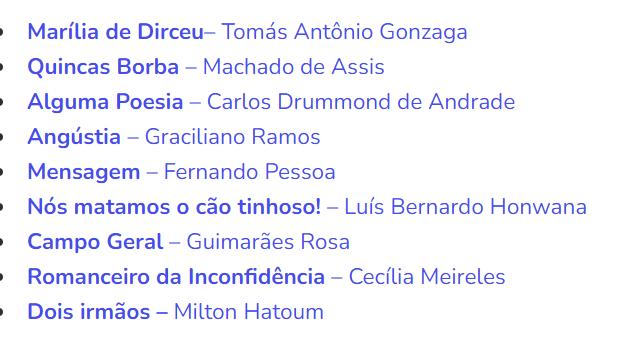 Marília de Dirceu– Tomás Antônio Gonzaga
Quincas Borba – Machado de Assis
Alguma Poesia – Carlos Drummond de Andrade
Angústia – Graciliano Ramos
Mensagem – Fernando Pessoa
Nós matamos o cão tinhoso! – Luís Bernardo Honwana
Campo Geral – Guimarães Rosa
Romanceiro da Inconfidência – Cecília Meireles
Dois irmãos – Milton Hatoum